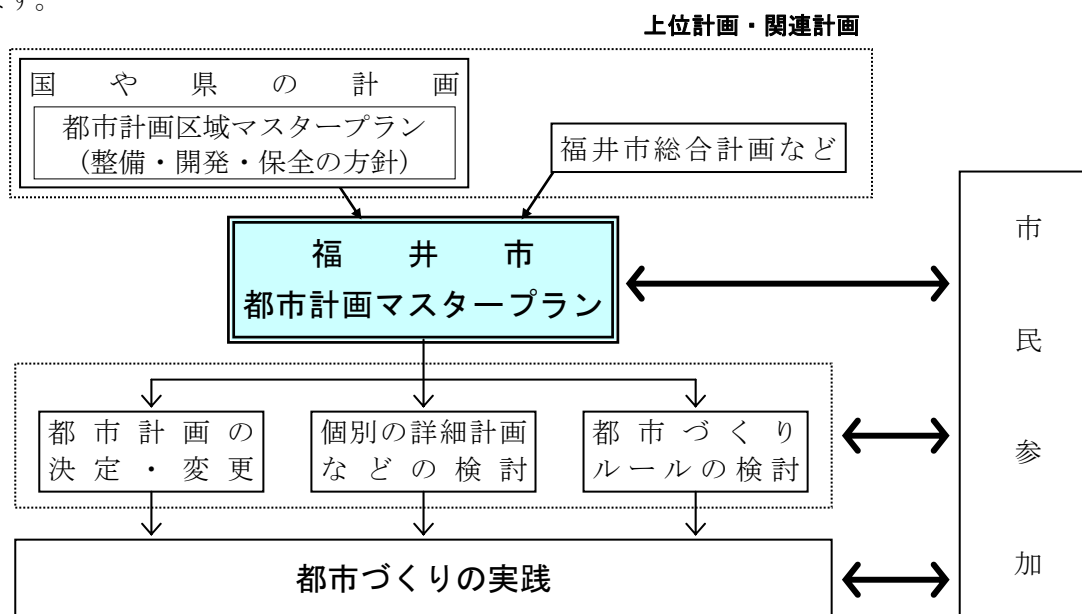 ます。
上位計画・関連計画
国や県の計画
都市計画区域マスタープラン
(整備・開発・保全の方針)
福井市総合計画など
福井市
都市計画マスタープラン
都市計画の
決定・変更
個別の詳細計画
などの検討
都市づくり
ルールの検討
都市づくりの実践
市民参加